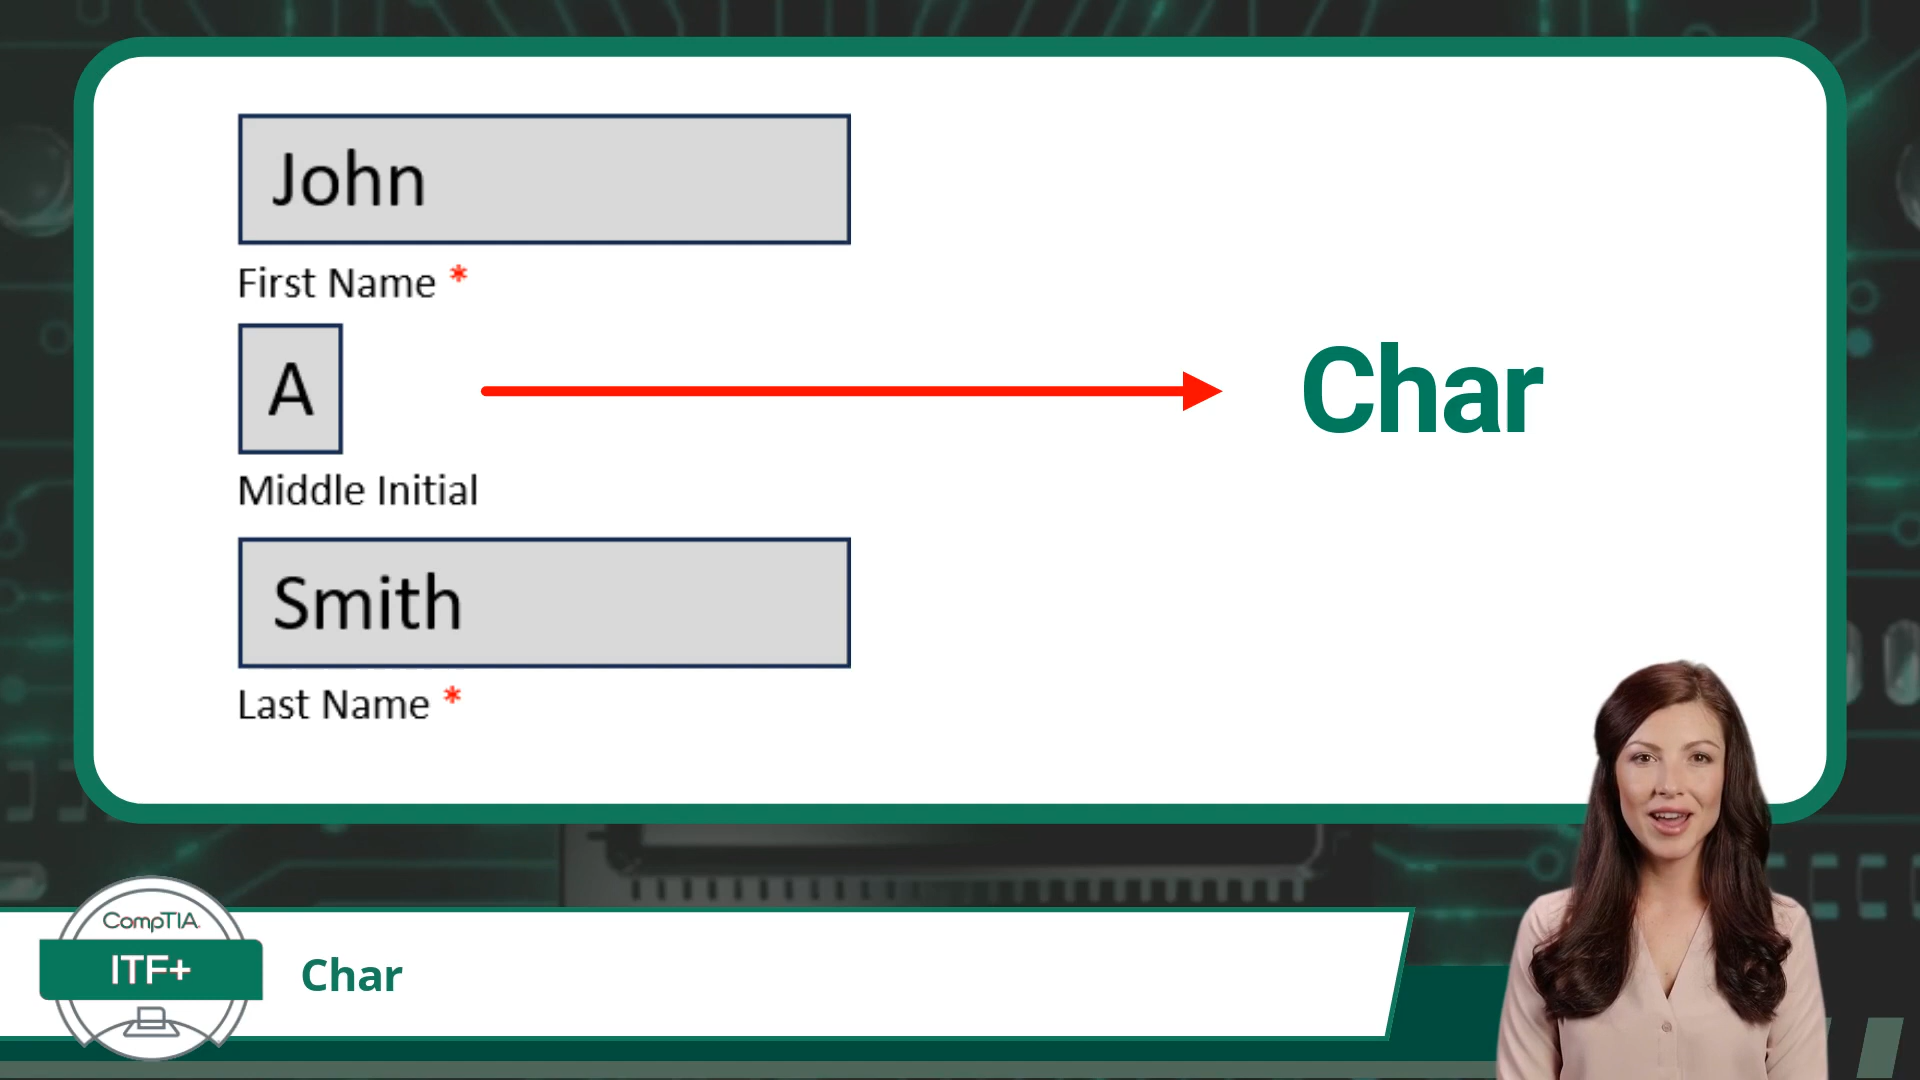 John
First Name *
A
Char
Middle Initial
Smith
Last Name *
CompTIA
ITF+
Char